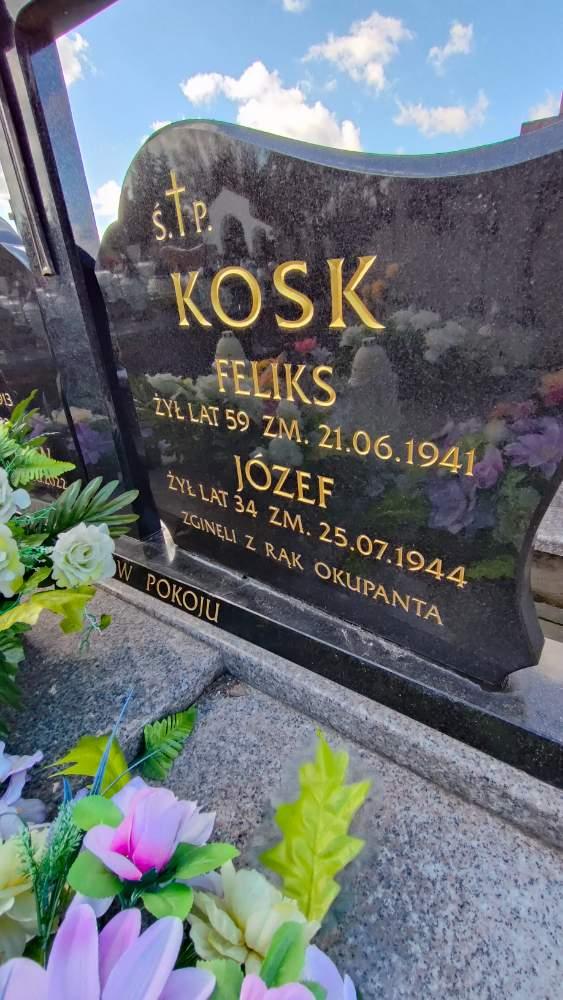 Ś.P.
KOSK
FELIKS
ŻYŁ LAT 59 ZM. 21.06.1941
JÓZEF
ŻYŁ LAT 34 ZM. 25.07.1944
ZGINĘLI Z RĄK OKUPANTA
W POKOJU